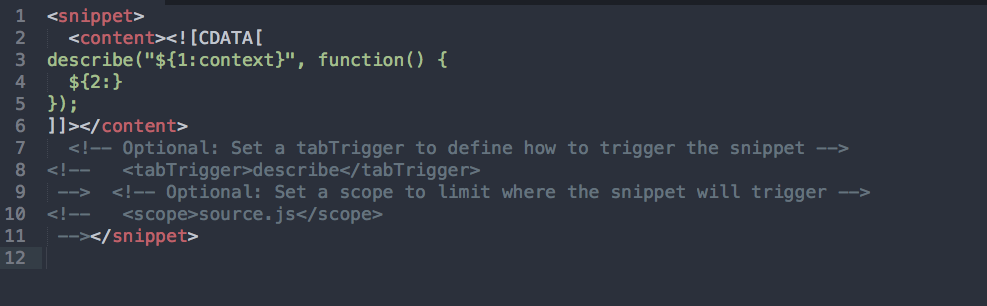 1 <snippet>
2   <content><![CDATA[
3 describe("${1:context}", function() {
4   ${2:}
5 });
6 ]]></content>
7   <!-- Optional: Set a tabTrigger to define how to trigger the snippet -->
8 <!--   <tabTrigger>describe</tabTrigger>
9  -->  <!-- Optional: Set a scope to limit where the snippet will trigger -->
10 <!--   <scope>source.js</scope>
11  --></snippet>
12